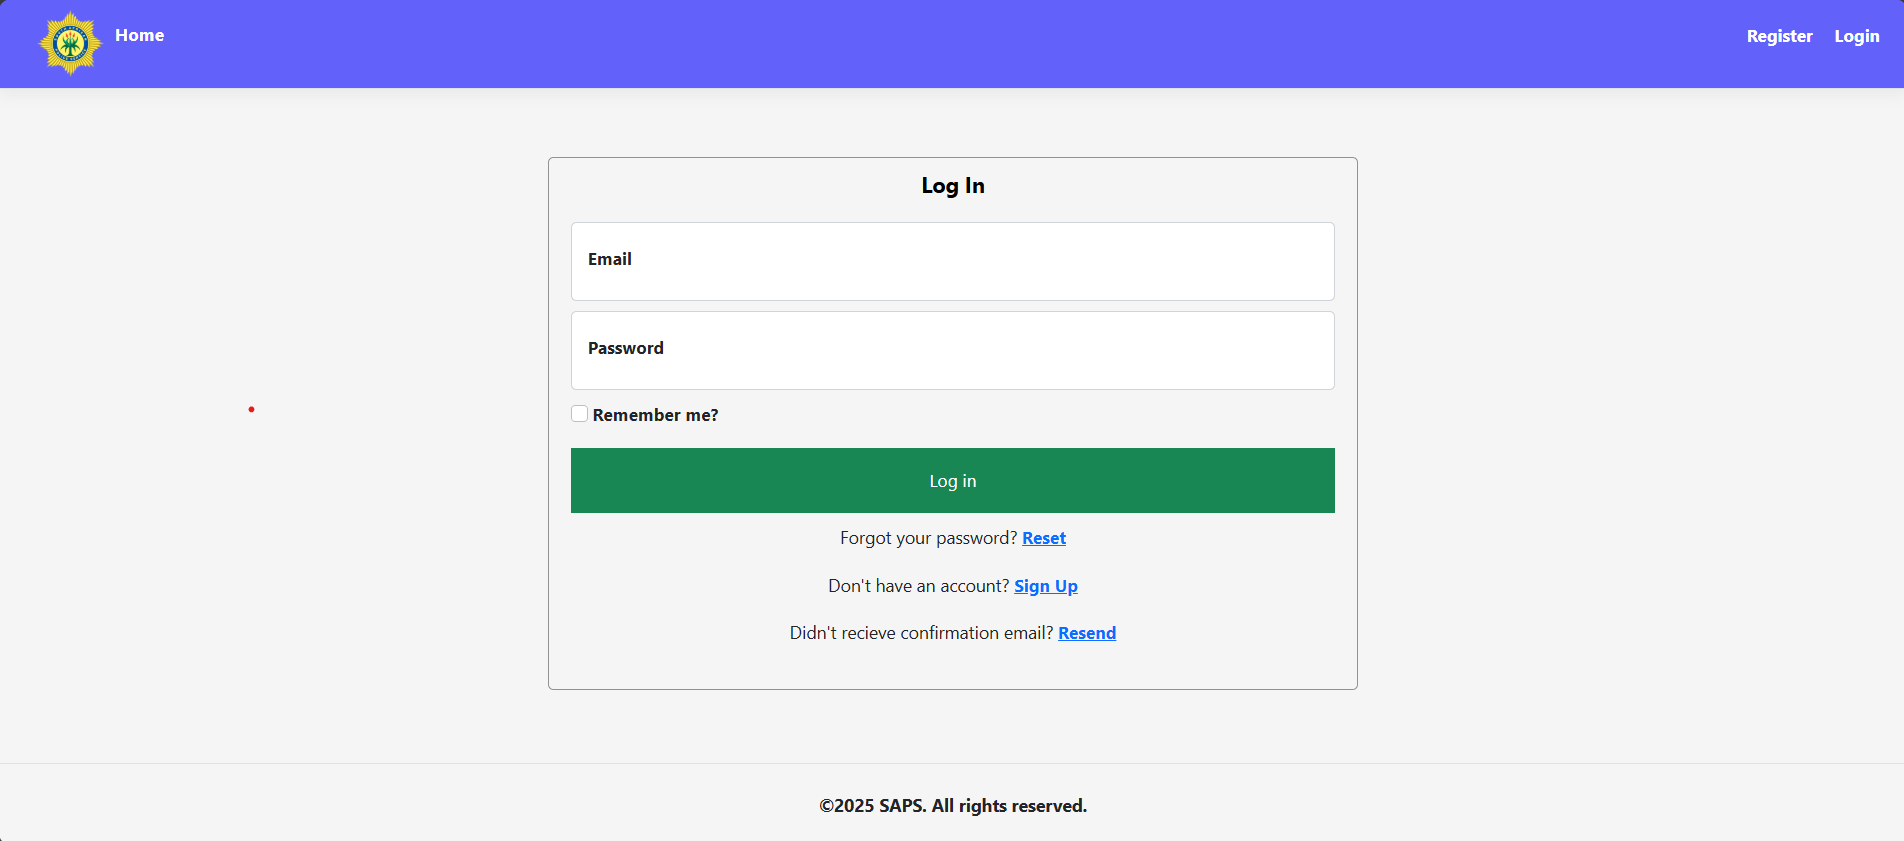 Home
Register Login
Log In
Email
Password
Remember me?
Log in
Forgot your password? Reset
Don't have an account? Sign Up
Didn't recieve confirmation email? Resend
©2025 SAPS. All rights reserved.